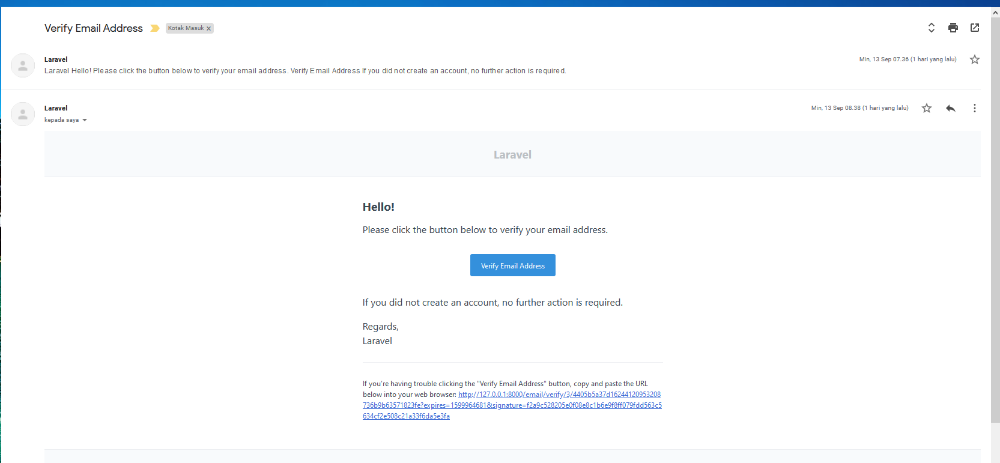 Verify Email Address Kotak Masuk x
Laravel Min, 13 Sep 07.36 (1 hari yang lalu)
Laravel Hello! Please click the button below to verify your email address. Verify Email Address If you did not create an account, no further action is required.
Laravel Min, 13 Sep 08.38 (1 hari yang lalu)
kepada saya
Laravel
Hello!
Please click the button below to verify your email address.
Verify Email Address
If you did not create an account, no further action is required.
Regards,
Laravel
If you're having trouble clicking the "Verify Email Address" button, copy and paste the URL
below into your web browser: http://127.0.0.1:8000/email/verify/3/4405b5a37d16244120953208
736b9b63571823fe?expires=1599964681&signature=f2a9c528205e0f08e8c1b6e9f8ff079fdd563c5
634cf2e508c21a33f6da5e3fa